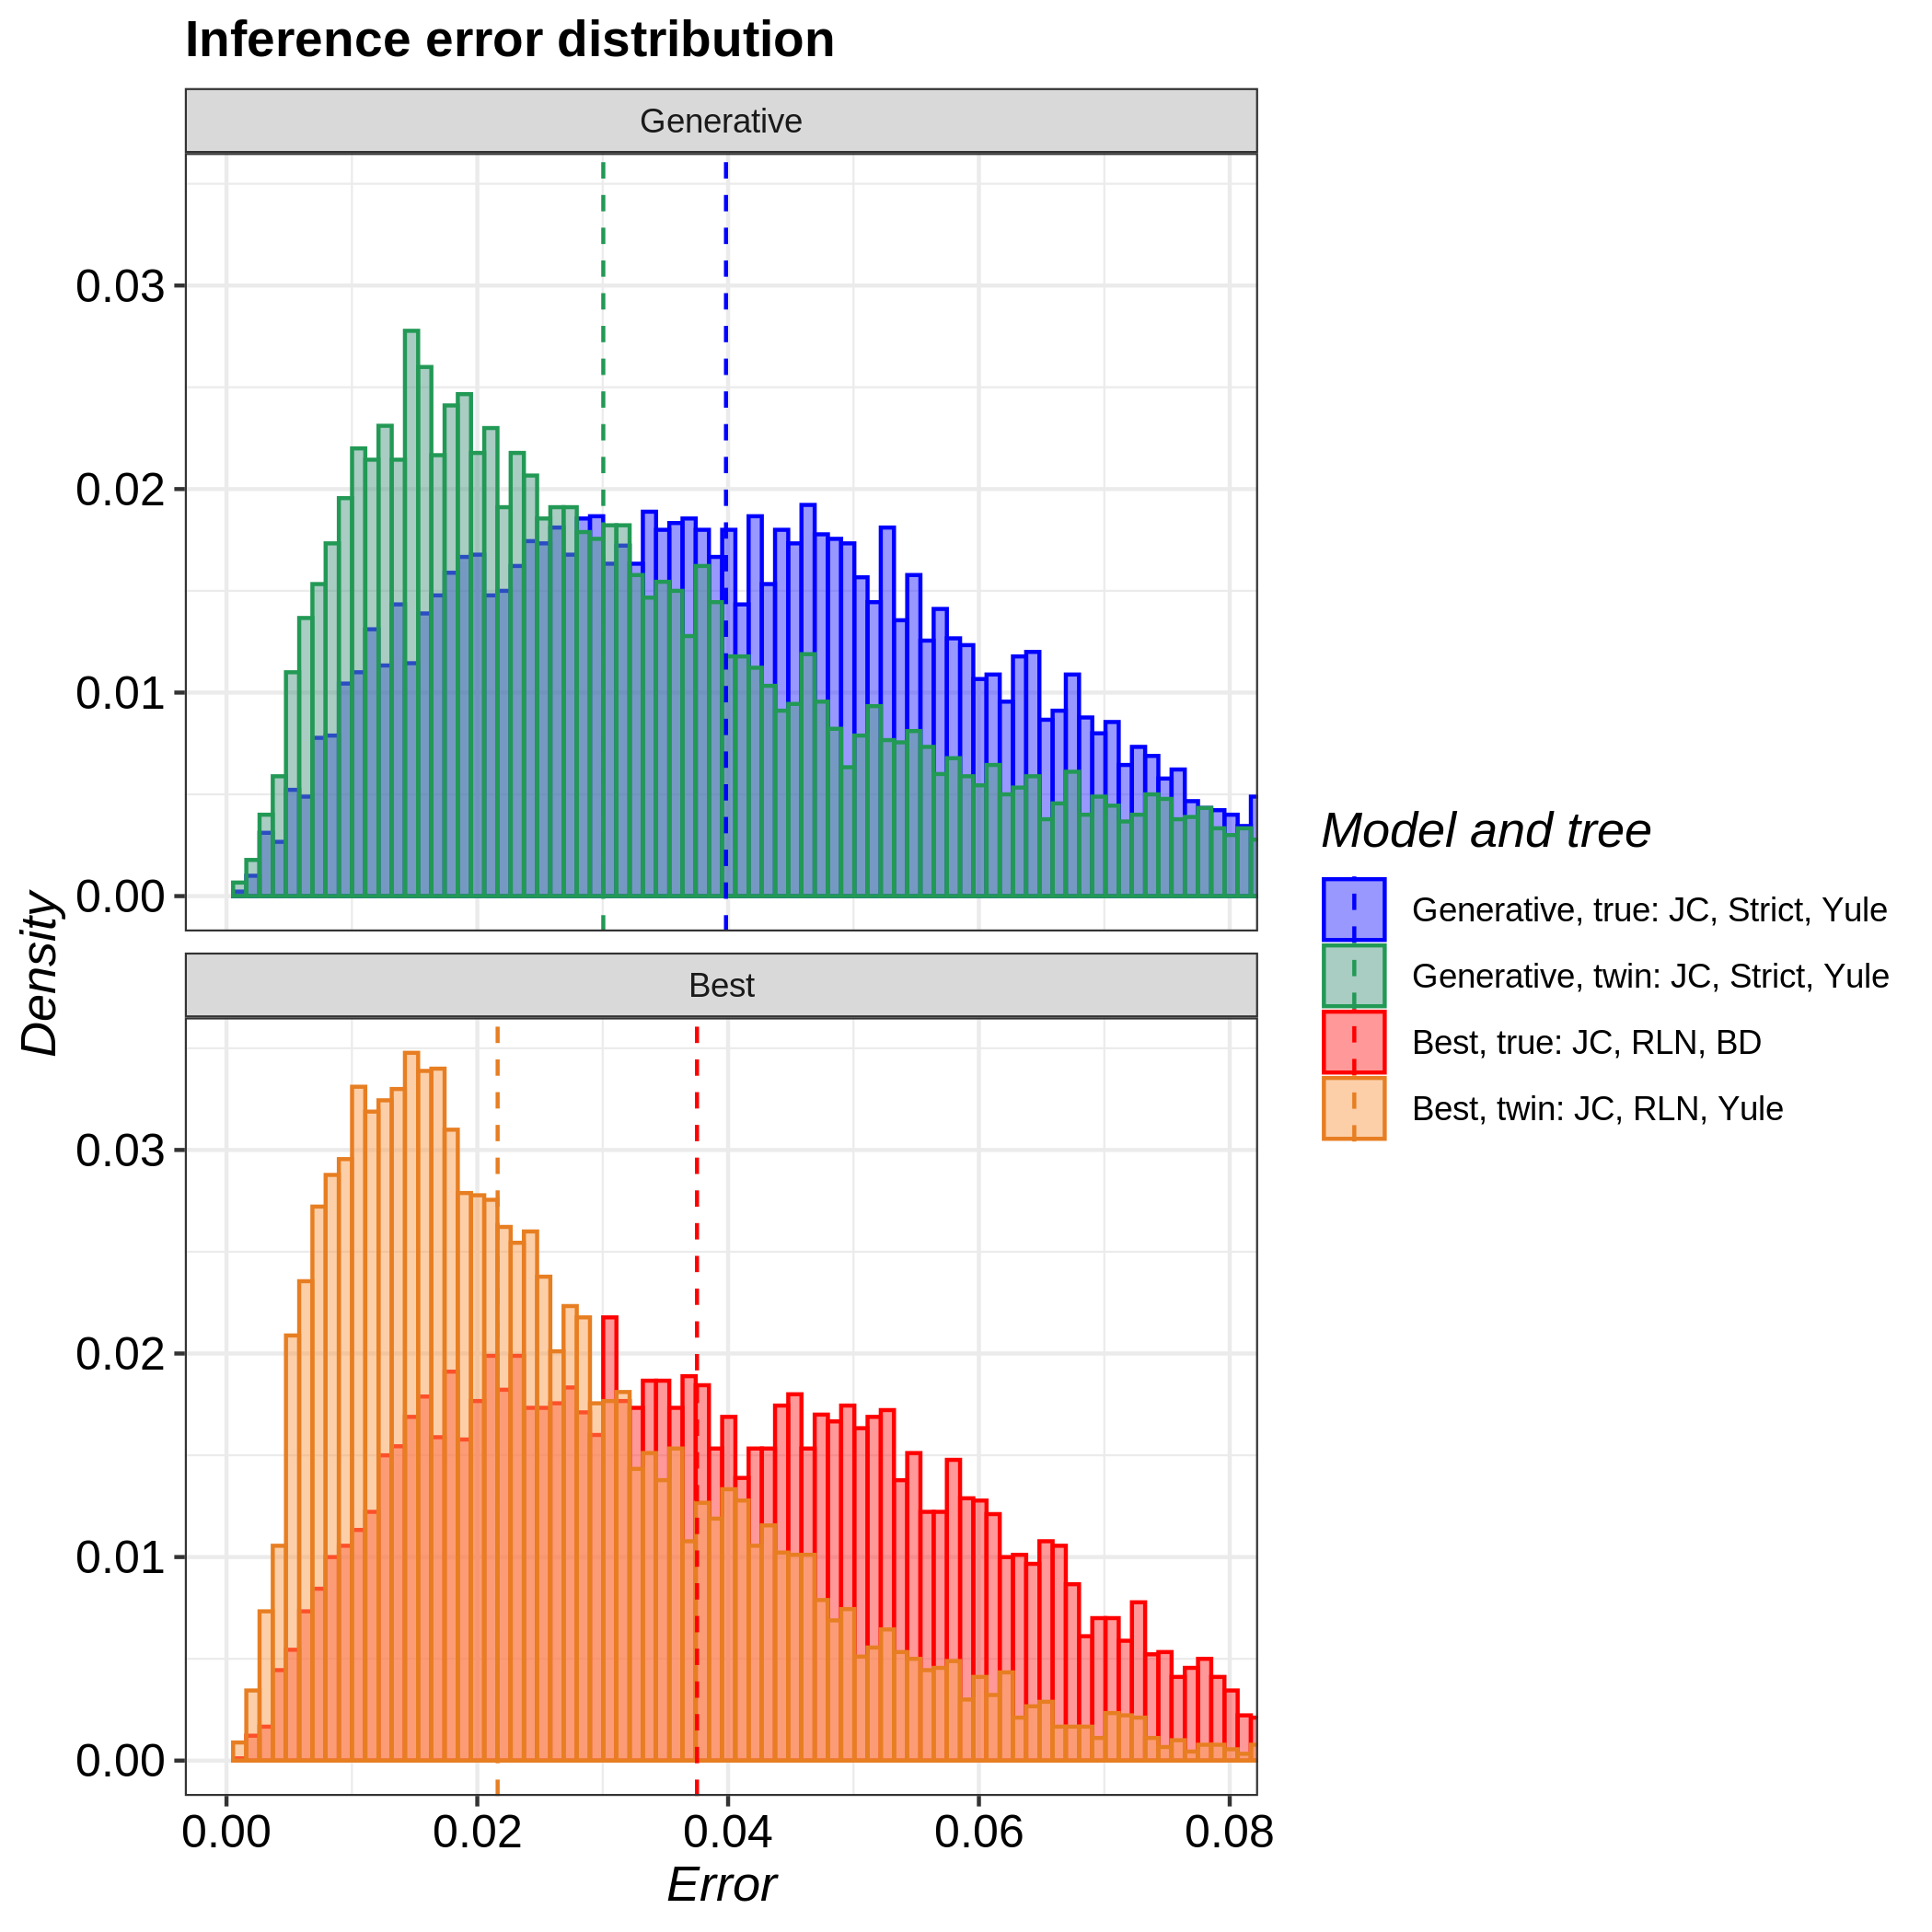 Inference error distribution
Generative
0.03
0.02
0.01
0.00
Best
0.03
0.02
0.01
0.00
0.00 0.02 0.04 0.06 0.08
Error
Density
Model and tree
Generative, true: JC, Strict, Yule
Generative, twin: JC, Strict, Yule
Best, true: JC, RLN, BD
Best, twin: JC, RLN, Yule